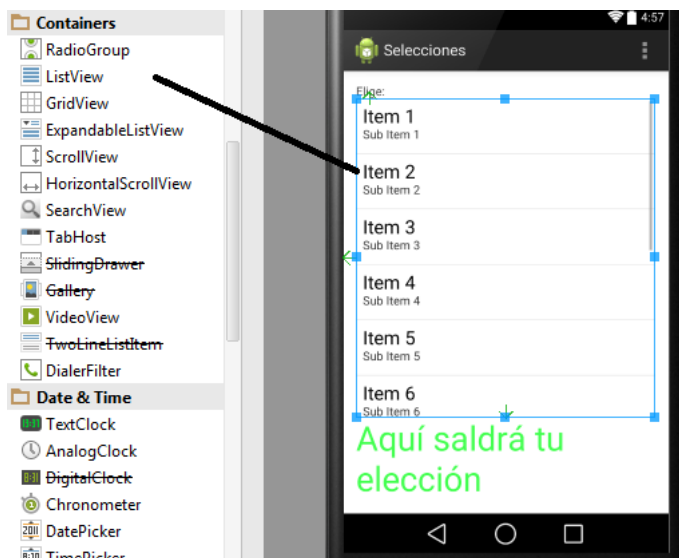 Containers
RadioGroup
ListView
GridView
ExpandableListView
ScrollView
HorizontalScrollView
SearchView
TabHost
SlidingDrawer
Gallery
VideoView
TwoLineListItem
DialerFilter
Date & Time
TextClock
AnalogClock
DigitalClock
Chronometer
DatePicker
TimePicker
4:57
Selecciones
Elige:
Item 1
Sub Item 1
Item 2
Sub Item 2
Item 3
Sub Item 3
Item 4
Sub Item 4
Item 5
Sub Item 5
Item 6
Sub Item 6
Aquí saldrá tu
elección